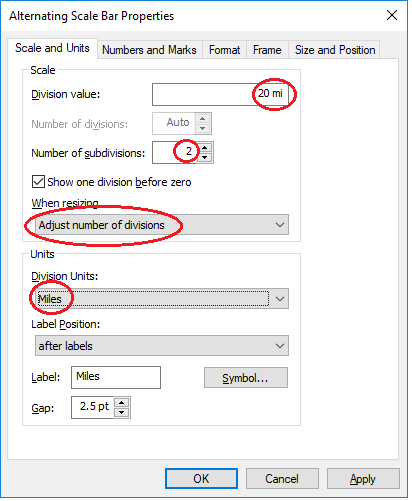 Alternating Scale Bar Properties
Scale and Units Numbers and Marks Format Frame Size and Position
Scale
Division value: 20 mi
Number of divisions: Auto
Number of subdivisions: 2
Show one division before zero
When resizing
Adjust number of divisions
Units
Division Units:
Miles
Label Position:
after labels
Label: Miles Symbol...
Gap: 2.5 pt
OK Cancel Apply